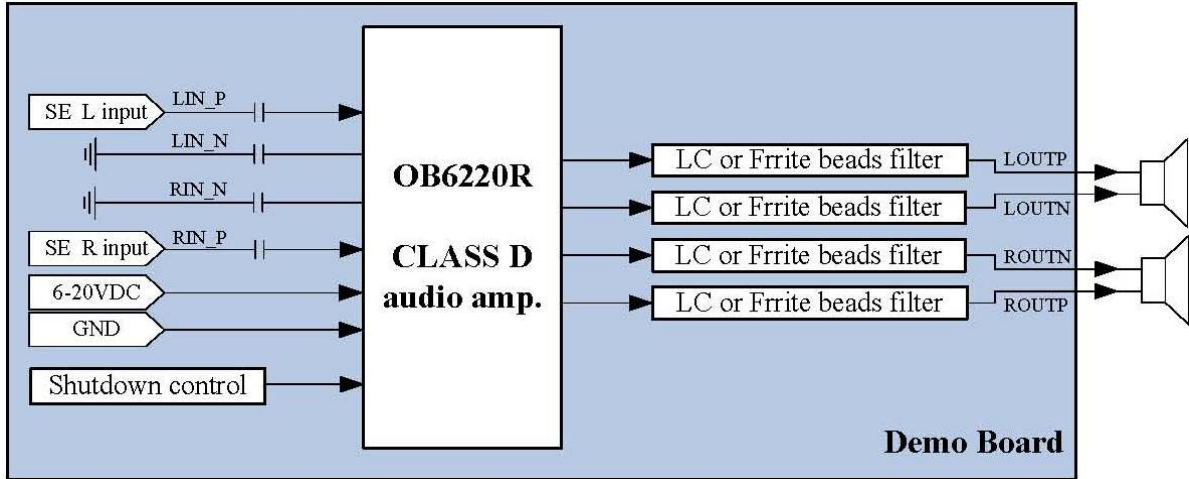 SE L input
LIN_P
LIN_N
RIN_N
SE R input
RIN_P
6-20VDC
GND
Shutdown control
OB6220R
CLASS D
audio amp.
LC or Frrite beads filter
LOUTP
LC or Frrite beads filter
LOUTN
LC or Frrite beads filter
ROUTN
LC or Frrite beads filter
ROUTP
Demo Board